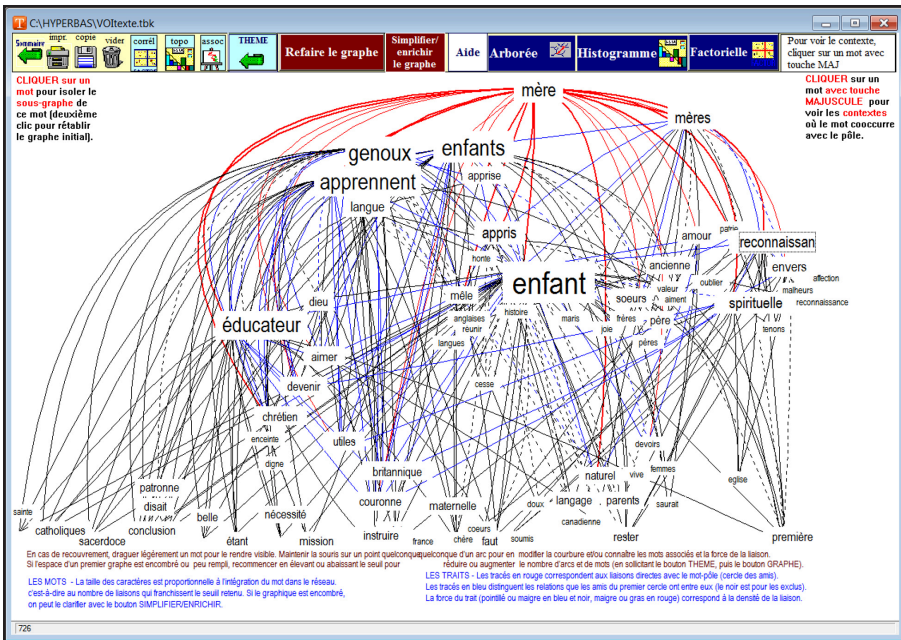 C:\HYPERBAS\VOItexte.tbk
Sommaire
impr.
copie
vider
corrél
topo
assoc
THEME
Refaire le graphe
Simplifier/
enrichir
le graphe
Aide
Arborée
Histogramme
Factorielle
Pour voir le contexte,
cliquer sur un mot avec
touche MAJ
CLIQUER sur un
mot pour isoler le
sous-graphe de
ce mot (deuxième
clic pour rétablir
le graphe initial).
CLIQUER sur un
mot avec touche
MAJUSCULE pour
voir les contextes
où le mot cooccurre
avec le pôle.
mère
mères
genoux
enfants
apprennent
apprise
langue
appris
amour
patrie
reconnaissan
honte
ancienne
envers
enfant
oublier
affection
mêle
valeur
malheurs
dieu
soeurs
aiment
spirituelle
reconnaissance
éducateur
anglaises
histoire
maris
frères
père
réunir
joie
tenons
langues
pères
aimer
devenir
cesse
chrétien
enceinte
utiles
devoirs
digne
britannique
naturel
vive
femmes
eglise
patronne
couronne
maternelle
doux
langage
parents
saurait
sainte
disait
belle
nécessité
canadienne
catholiques
sacerdoce
conclusion
étant
mission
instruire
france
chère
coeurs
faut
soumis
rester
première
En cas de recouvrement, draguer légérement un mot pour le rendre visible. Maintenir la souris sur un point quelconque
quelconque d'un arc pour en modifier la courbure et/ou connaître les mots associés et la force de la liaison.
Si l'espace d'un premier graphe est encombré ou peu rempli, recommencer en élevant ou abaissant le seuil pour
réduire ou augmenter le nombre d'arcs et de mots (en sollicitant le bouton THEME, puis le bouton GRAPHE).
LES MOTS - La taille des caractères est proportionnelle à l'intégration du mot dans le réseau.
c'est-à-dire au nombre de liaisons qui franchissent le seuil retenu. Si le graphique est encombré,
on peut le clarifier avec le bouton SIMPLIFIER/ENRICHIR.
LES TRAITS - Les tracés en rouge correspondent aux liaisons directes avec le mot-pôle (cercle des amis).
Les tracés en bleu distinguent les relations que les amis du premier cercle ont entre eux (le noir est pour les exclus).
La force du trait (pointillé ou maigre en bleu et noir, maigre ou gras en rouge) correspond à la densité de la liaison.
726